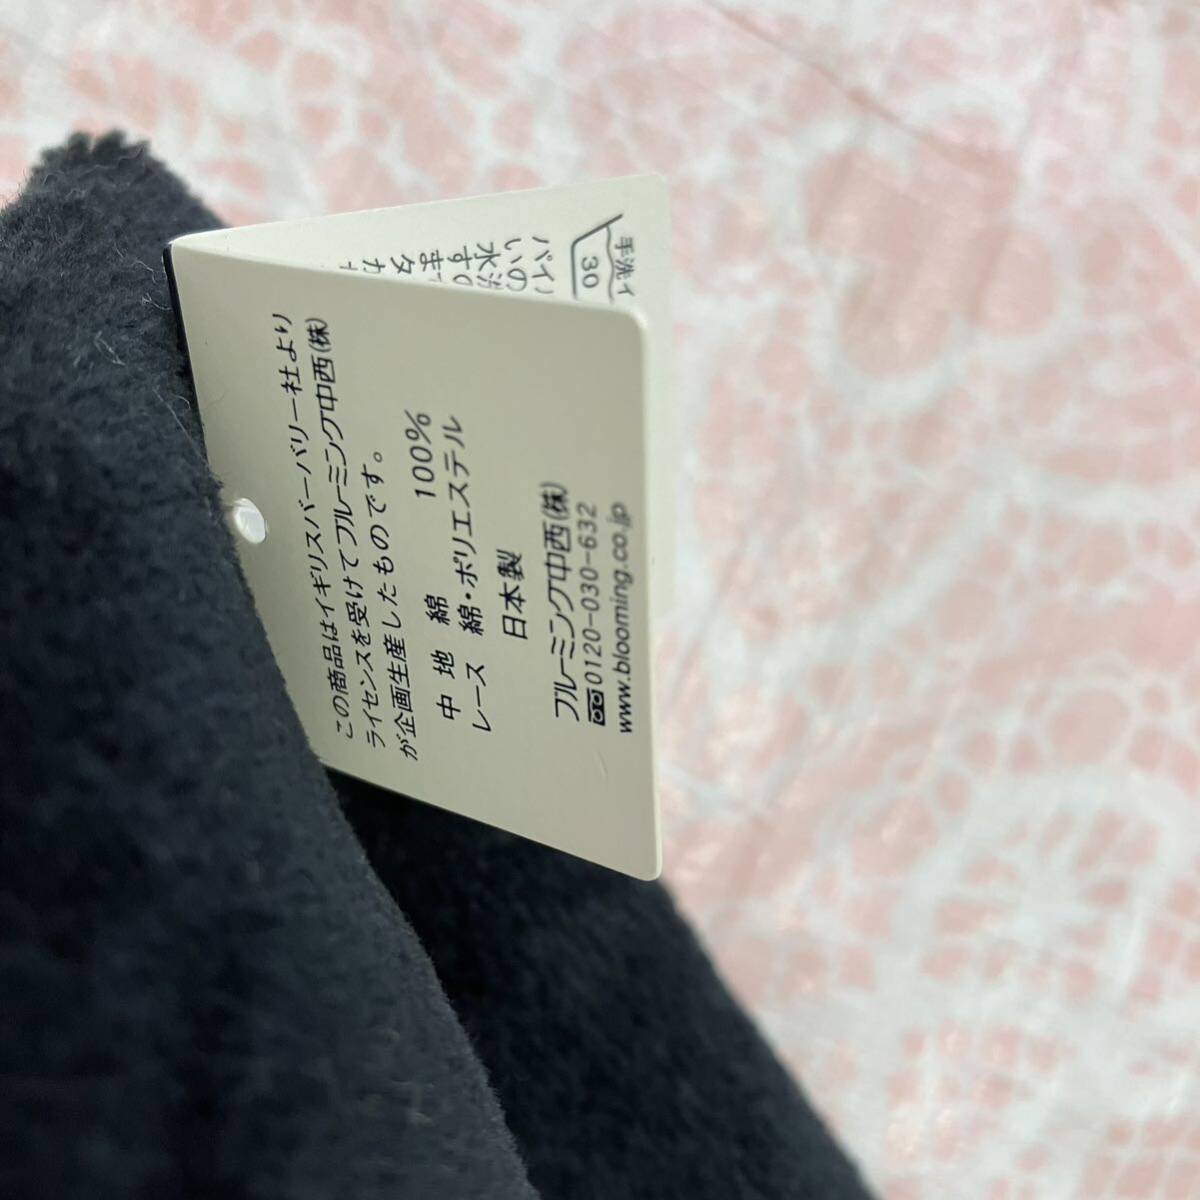 この商品はイギリスバーバリー社より
ライセンスを受けてブルーミング中西(株)
が企画生産したものです。
中 地 綿 100%
レース 綿・ポリエステル
日本製
ブルーミング中西(株)
0120-030-632
www.blooming.co.jp
手洗イ
30